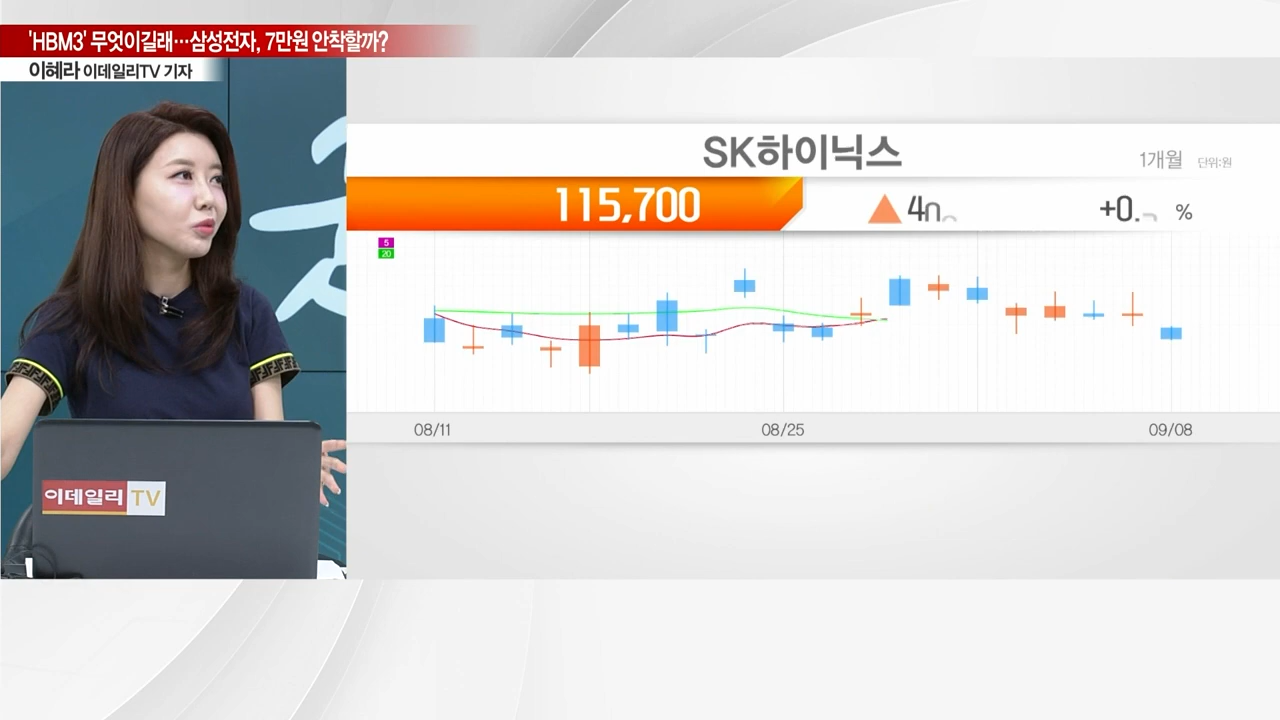 'HBM3' 무엇이길래…삼성전자, 7만원 안착할까?
이혜라 이데일리TV 기자
SK하이닉스
1개월 단위:원
115,700 ▲ %
5
20
08/11 08/25 09/08
이데일리TV